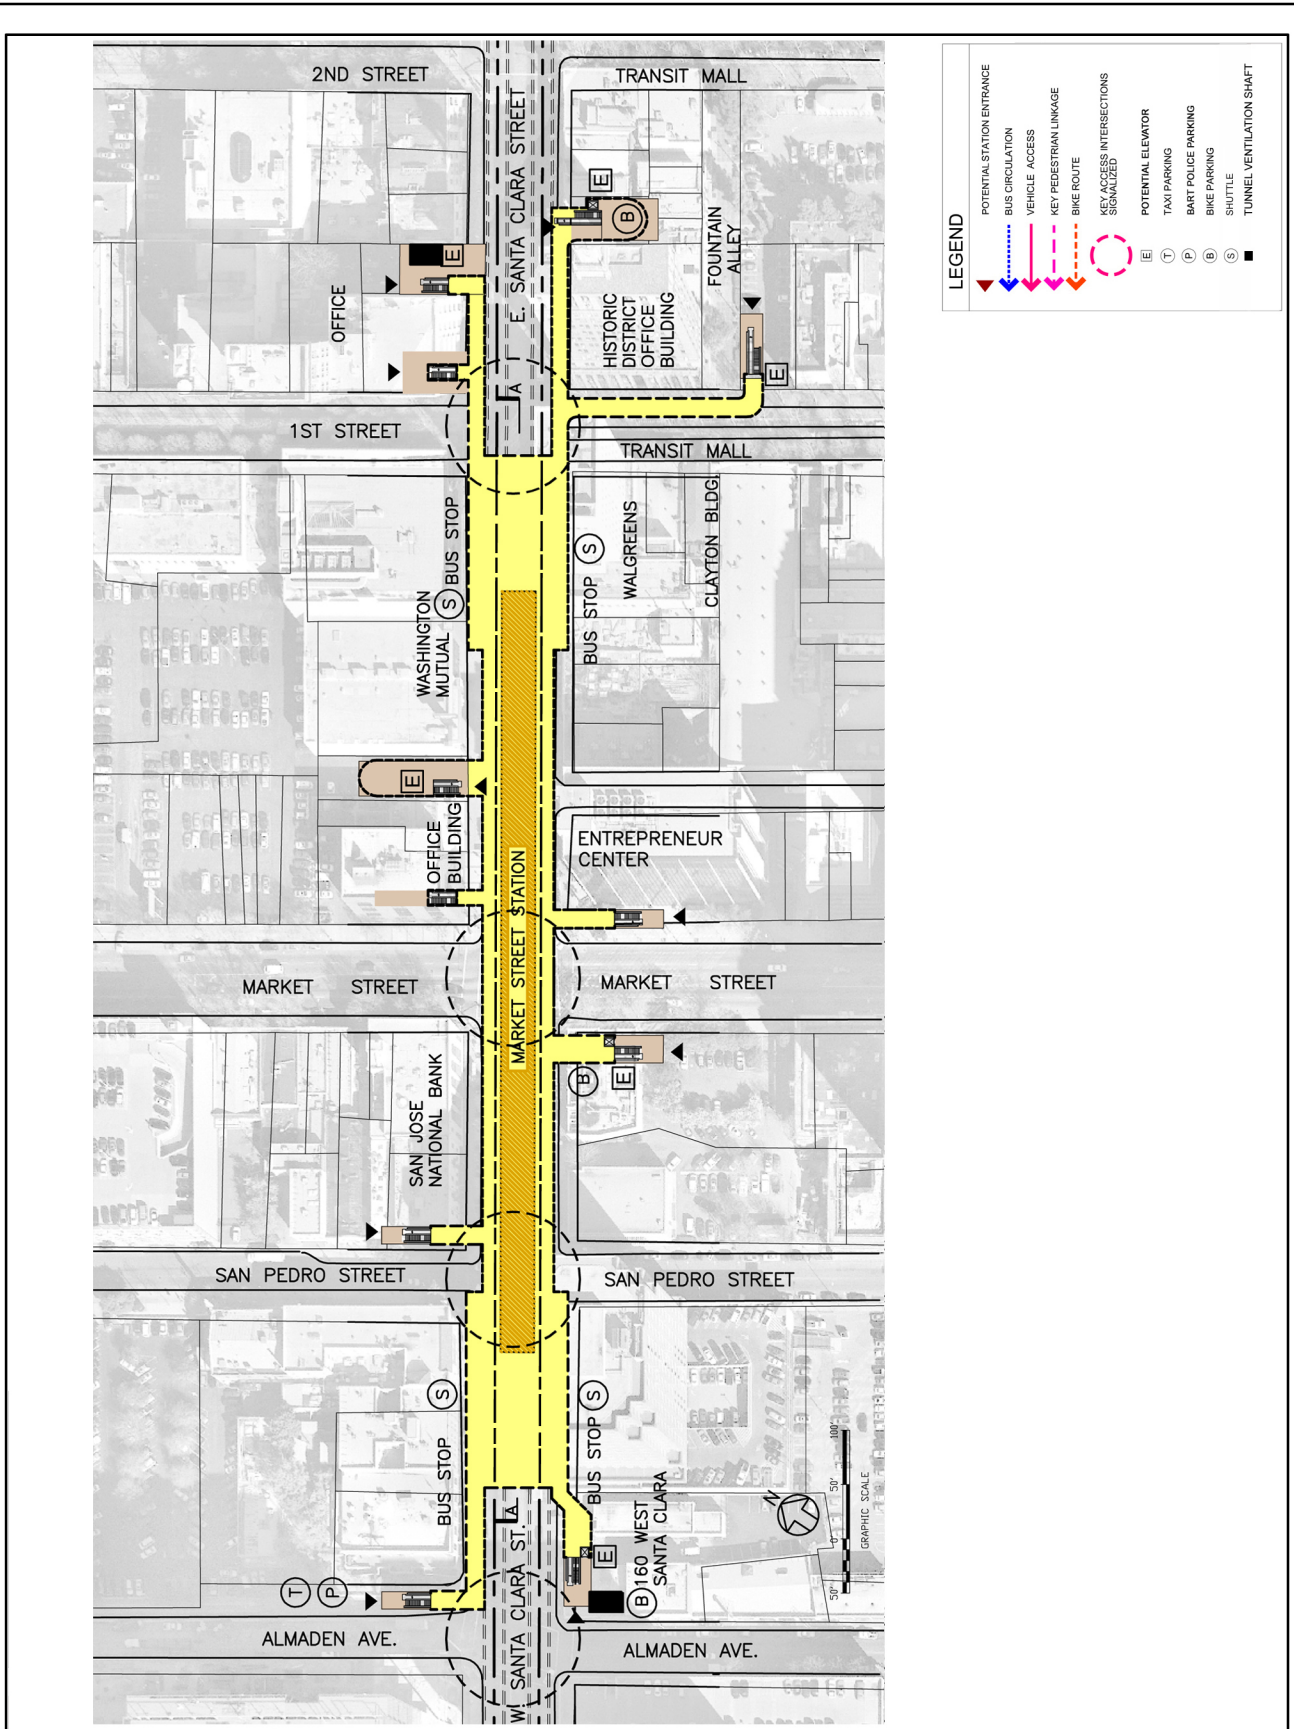 2ND STREET
TRANSIT MALL
E. SANTA CLARA STREET
E
B
E
OFFICE
FOUNTAIN
ALLEY
HISTORIC
DISTRICT
OFFICE
BUILDING
E
A
1ST STREET
TRANSIT MALL
BUS STOP
S
WASHINGTON
MUTUAL
S
BUS STOP
WALGREENS
CLAYTON BLDG.
E
OFFICE
BUILDING
ENTREPRENEUR
CENTER
MARKET STREET STATION
MARKET STREET
MARKET STREET
B
E
SAN JOSE
NATIONAL BANK
SAN PEDRO STREET
SAN PEDRO STREET
S
BUS STOP
S
BUS STOP
A
W. SANTA CLARA ST.
T
P
E
B
160 WEST
SANTA CLARA
N
50' 0' 50' 100'
GRAPHIC SCALE
ALMADEN AVE.
ALMADEN AVE.
LEGEND
POTENTIAL STATION ENTRANCE
BUS CIRCULATION
VEHICLE ACCESS
KEY PEDESTRIAN LINKAGE
BIKE ROUTE
KEY ACCESS INTERSECTIONS
SIGNALIZED
E POTENTIAL ELEVATOR
T TAXI PARKING
P BART POLICE PARKING
B BIKE PARKING
S SHUTTLE
TUNNEL VENTILATION SHAFT